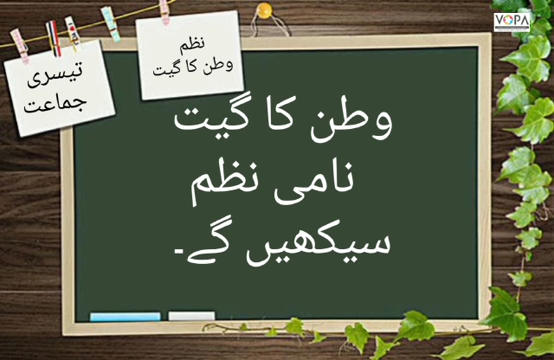 VOPA
نظم
وطن کا گیت
تیسری
جماعت
وطن کا گیت
نامی نظم
سیکھیں گے۔